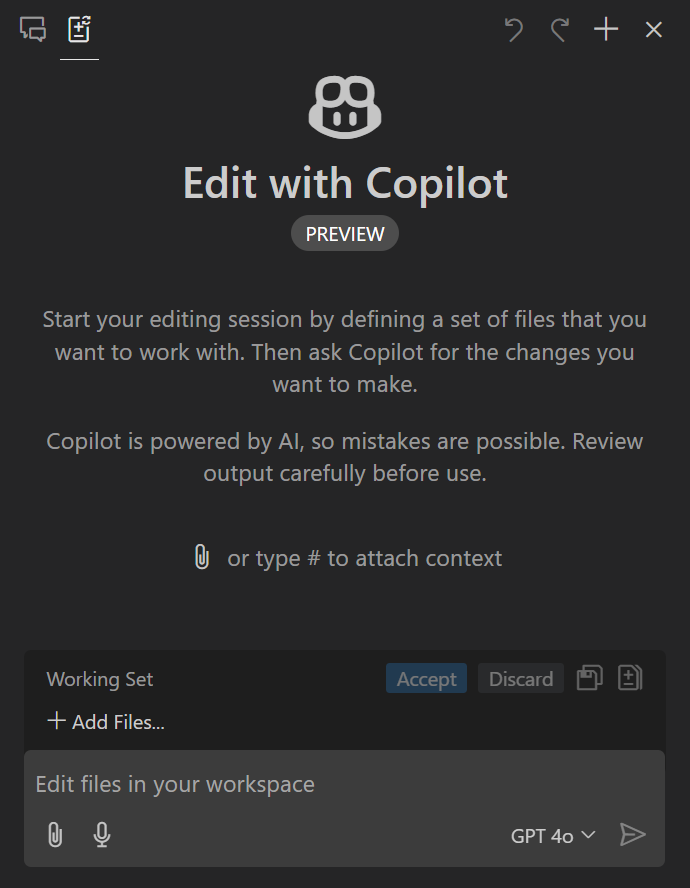 Edit with Copilot
PREVIEW
Start your editing session by defining a set of files that you
want to work with. Then ask Copilot for the changes you
want to make.
Copilot is powered by AI, so mistakes are possible. Review
output carefully before use.
or type # to attach context
Working Set Accept Discard
+ Add Files...
Edit files in your workspace
GPT 4o